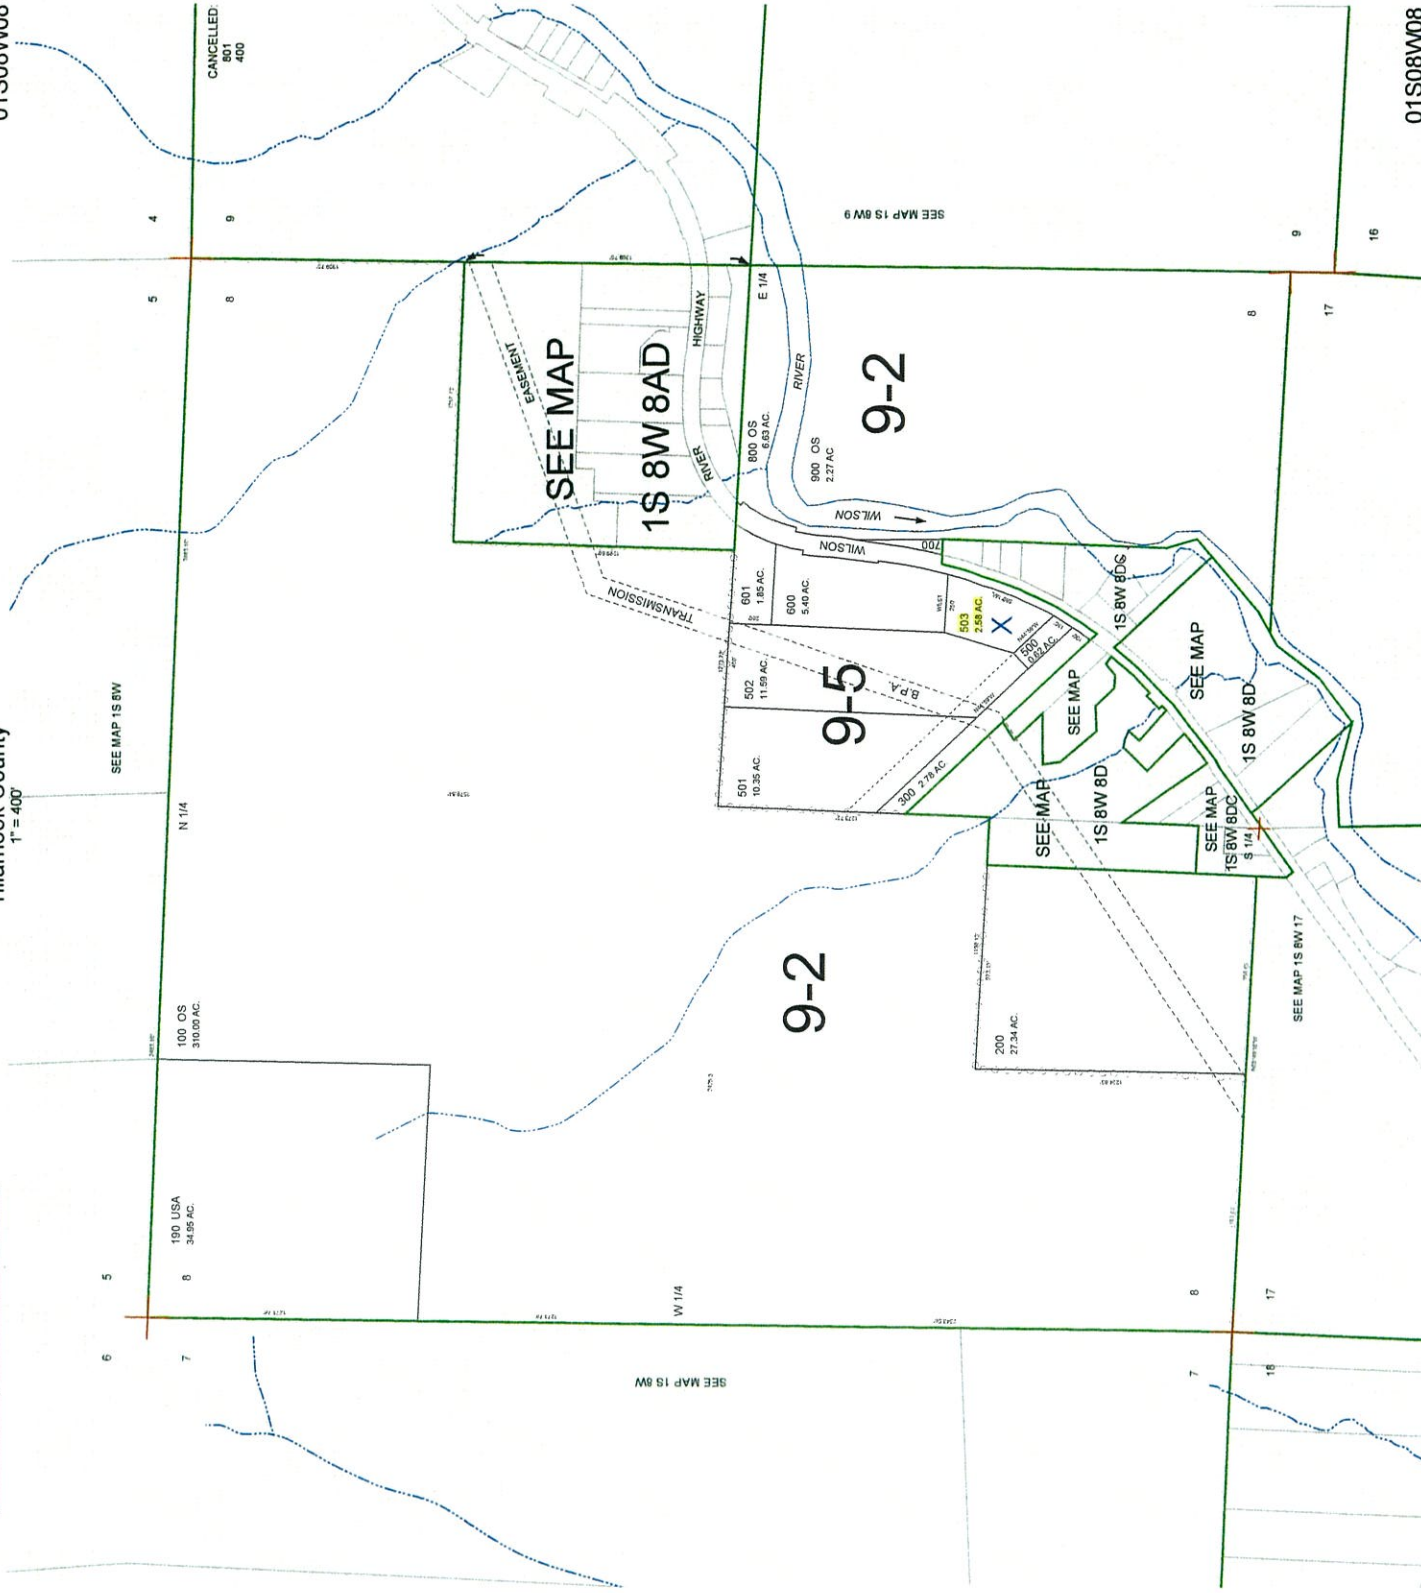 01S08W08
Tillamook County
1" = 400'
CANCELLED:
801
400
SEE MAP 1S 8W
6
5
7
8
5
4
8
9
N 1/4
190 USA
34.95 AC.
100 OS
310.00 AC.
SEE MAP
1S 8W 8AD
EASEMENT
HIGHWAY
RIVER
WILSON
TRANSMISSION
B.P.A.
E 1/4
SEE MAP 1S 8W 9
800 OS
6.63 AC.
RIVER
900 OS
2.27 AC
WILSON
9-2
700
601
1.85 AC.
600
5.40 AC.
503
2.58 AC.
X
502
11.59 AC.
500
0.62 AC.
501
10.35 AC.
9-5
300 2.78 AC.
9-2
W 1/4
SEE MAP 1S 8W
200
27.34 AC.
SEE MAP
1S 8W 8D
SEE MAP
SEE MAP
1S 8W 8D
1S 8W 8DC
SEE MAP
1S 8W 8DC
S 1/4
SEE MAP 1S 8W 17
7
8
18
17
8
9
17
16
01S08W08